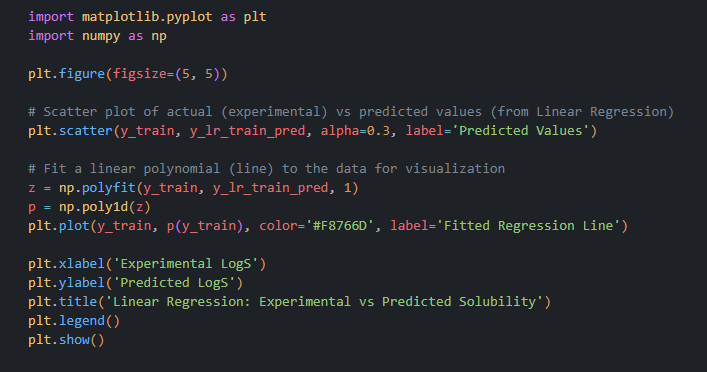 import matplotlib.pyplot as plt
import numpy as np
plt.figure(figsize=(5, 5))
# Scatter plot of actual (experimental) vs predicted values (from Linear Regression)
plt.scatter(y_train, y_lr_train_pred, alpha=0.3, label='Predicted Values')
# Fit a linear polynomial (line) to the data for visualization
z = np.polyfit(y_train, y_lr_train_pred, 1)
p = np.poly1d(z)
plt.plot(y_train, p(y_train), color='#F8766D', label='Fitted Regression Line')
plt.xlabel('Experimental LogS')
plt.ylabel('Predicted LogS')
plt.title('Linear Regression: Experimental vs Predicted Solubility')
plt.legend()
plt.show()